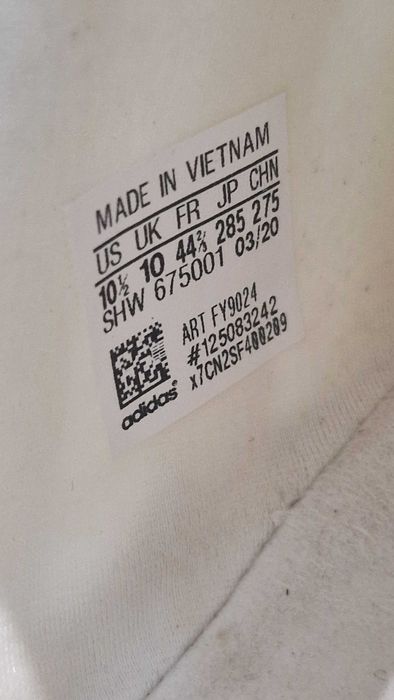 MADE IN VIETNAM
US UK FR JP CHN
10½ 10 44⅔ 285 275
SHW 675001 03/20
ART FY9024
#125083242
x7CN2SF400209
adidas®